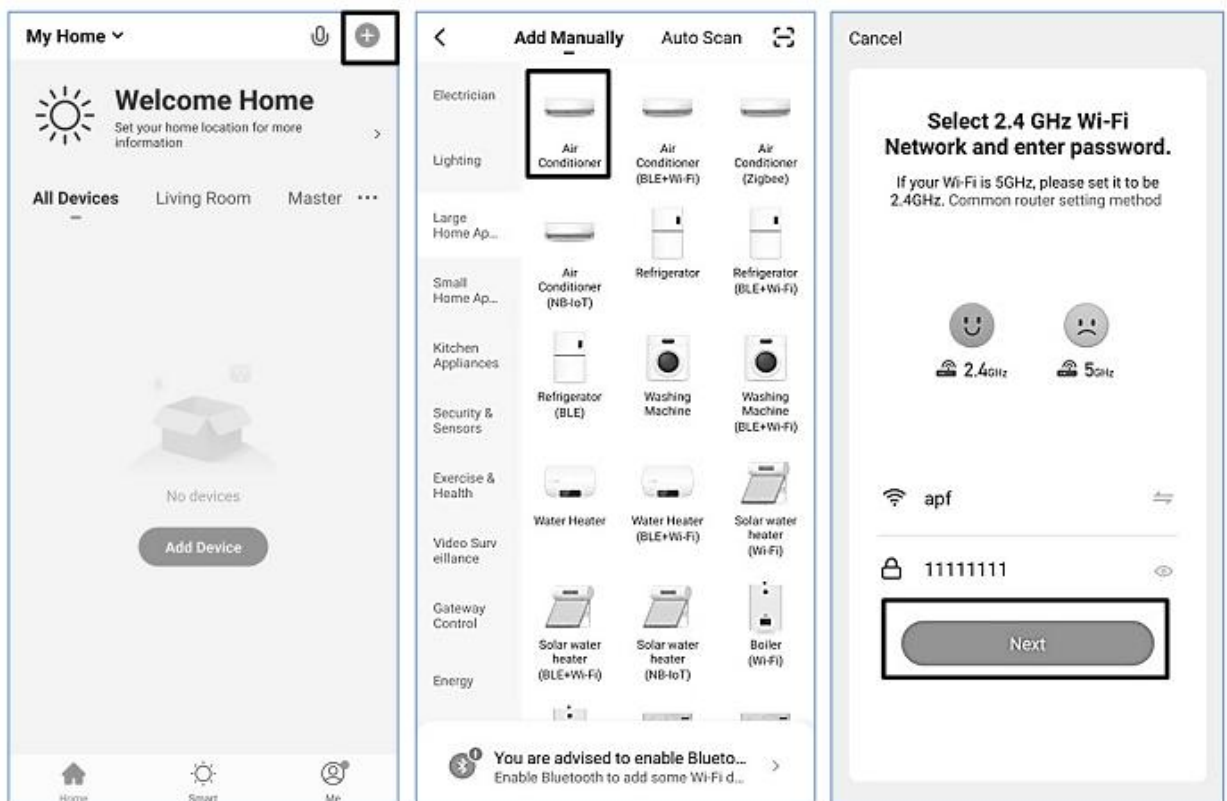 My Home
Welcome Home
Set your home location for more
information
All Devices Living Room Master ...
No devices
Add Device
Home Smart Me
Add Manually Auto Scan
Electrician
Lighting
Large
Home Ap...
Small
Home Ap...
Kitchen
Appliances
Security &
Sensors
Exercise &
Health
Video Surv
eillance
Gateway
Control
Energy
Air
Conditioner
Air
Conditioner
(BLE+Wi-Fi)
Air
Conditioner
(Zigbee)
Air
Conditioner
(NB-IoT)
Refrigerator
Refrigerator
(BLE+Wi-Fi)
Refrigerator
(BLE)
Washing
Machine
Washing
Machine
(BLE+Wi-Fi)
Water Heater
Water Heater
(BLE+Wi-Fi)
Solar water
heater
(Wi-Fi)
Solar water
heater
(BLE+Wi-Fi)
Solar water
heater
(NB-IoT)
Boiler
(Wi-Fi)
You are advised to enable Blueto...
Enable Bluetooth to add some Wi-Fi d...
Cancel
Select 2.4 GHz Wi-Fi
Network and enter password.
If your Wi-Fi is 5GHz, please set it to be
2.4GHz. Common router setting method
2.4GHz 5GHz
apf
11111111
Next